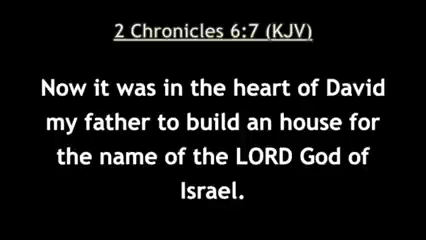 2 Chronicles 6:7 (KJV)
Now it was in the heart of David
my father to build an house for
the name of the LORD God of
Israel.